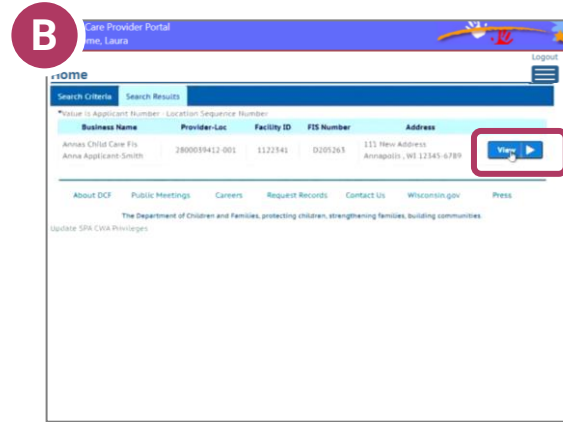 B
Care Provider Portal
me, Laura
Logout
Home
Search Criteria Search Results
*Value is Applicant Number - Location Sequence Number
Business Name Provider-Loc Facility ID FIS Number Address
Annas Child Care Fis 2800039412-001 1122341 D205263 111 New Address
Anna Applicant-Smith Annapolis , WI 12345-6789
View
About DCF Public Meetings Careers Request Records Contact Us Wisconsin.gov Press
The Department of Children and Families, protecting children, strengthening families, building communities.
Update SPA CWA Privileges